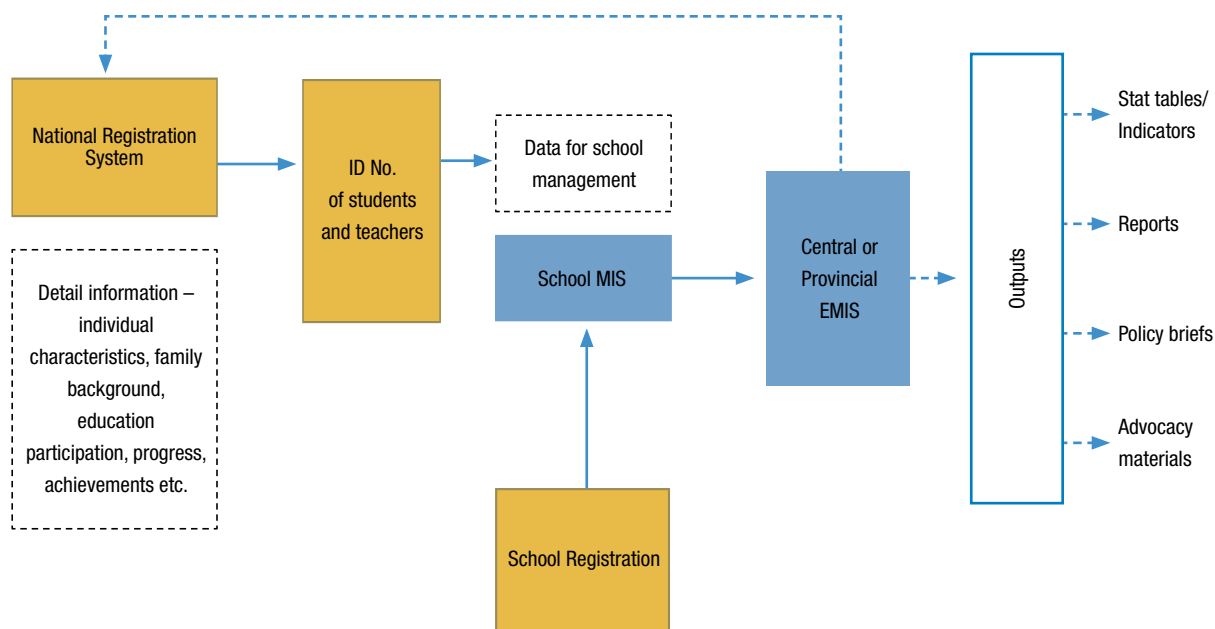 National Registration
System
Detail information –
individual
characteristics, family
background,
education
participation, progress,
achievements etc.
ID No.
of students
and teachers
Data for school
management
School MIS
School Registration
Central or
Provincial
EMIS
Outputs
Stat tables/
Indicators
Reports
Policy briefs
Advocacy
materials